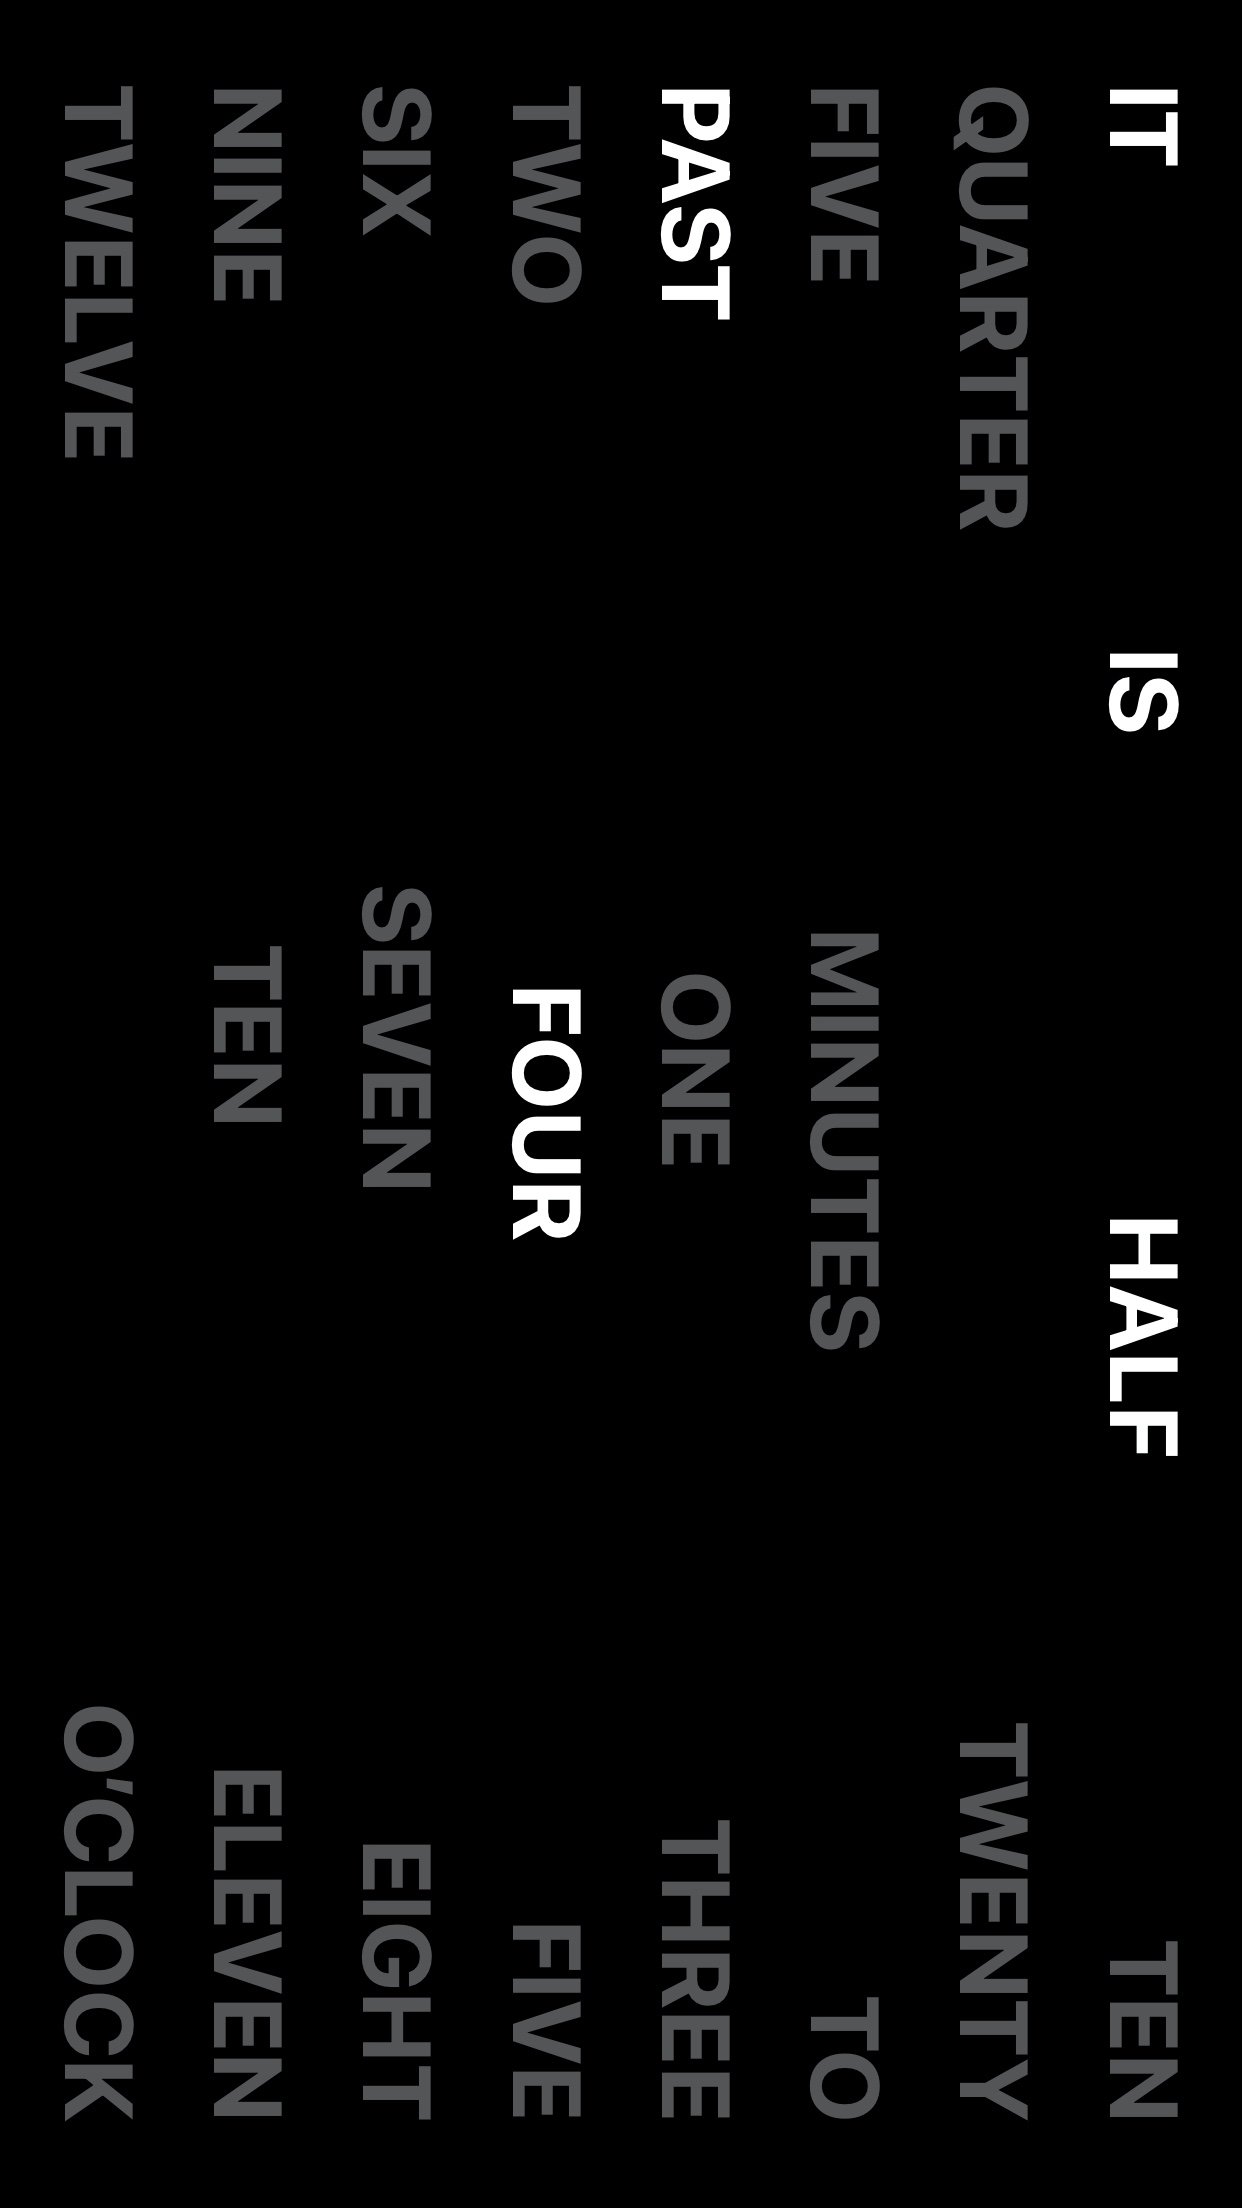 IT IS HALF TEN
QUARTER TWENTY
FIVE MINUTES TO
PAST ONE THREE
TWO FOUR FIVE
SIX SEVEN EIGHT
NINE TEN ELEVEN
TWELVE O'CLOCK